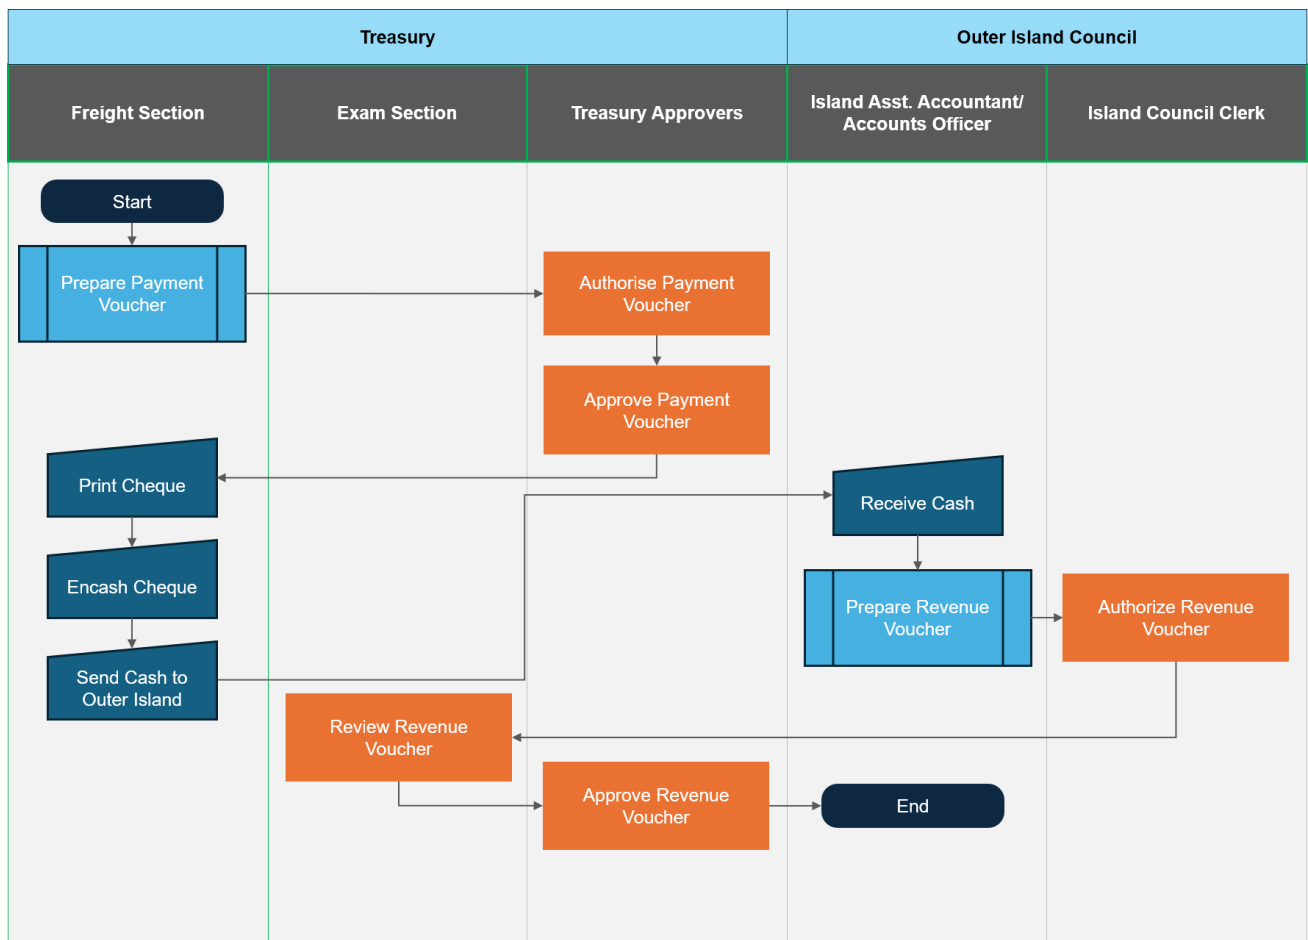 Treasury
Outer Island Council
Freight Section
Exam Section
Treasury Approvers
Island Asst. Accountant/
Accounts Officer
Island Council Clerk
Start
Prepare Payment
Voucher
Authorise Payment
Voucher
Approve Payment
Voucher
Print Cheque
Receive Cash
Encash Cheque
Prepare Revenue
Voucher
Authorize Revenue
Voucher
Send Cash to
Outer Island
Review Revenue
Voucher
Approve Revenue
Voucher
End